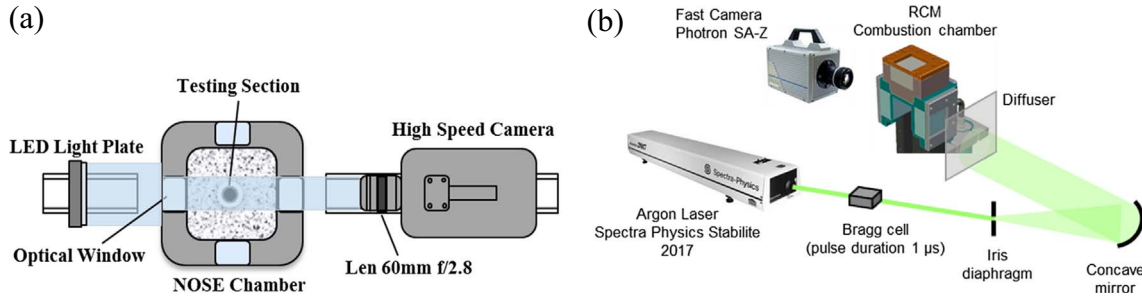 (a)
Testing Section
LED Light Plate
High Speed Camera
Optical Window
Len 60mm f/2.8
NOSE Chamber
(b)
Fast Camera
Photron SA-Z
RCM
Combustion chamber
Diffuser
Spectra-Physics
Argon Laser
Spectra Physics Stabilite
2017
Bragg cell
(pulse duration 1 µs)
Iris
diaphragm
Concave
mirror